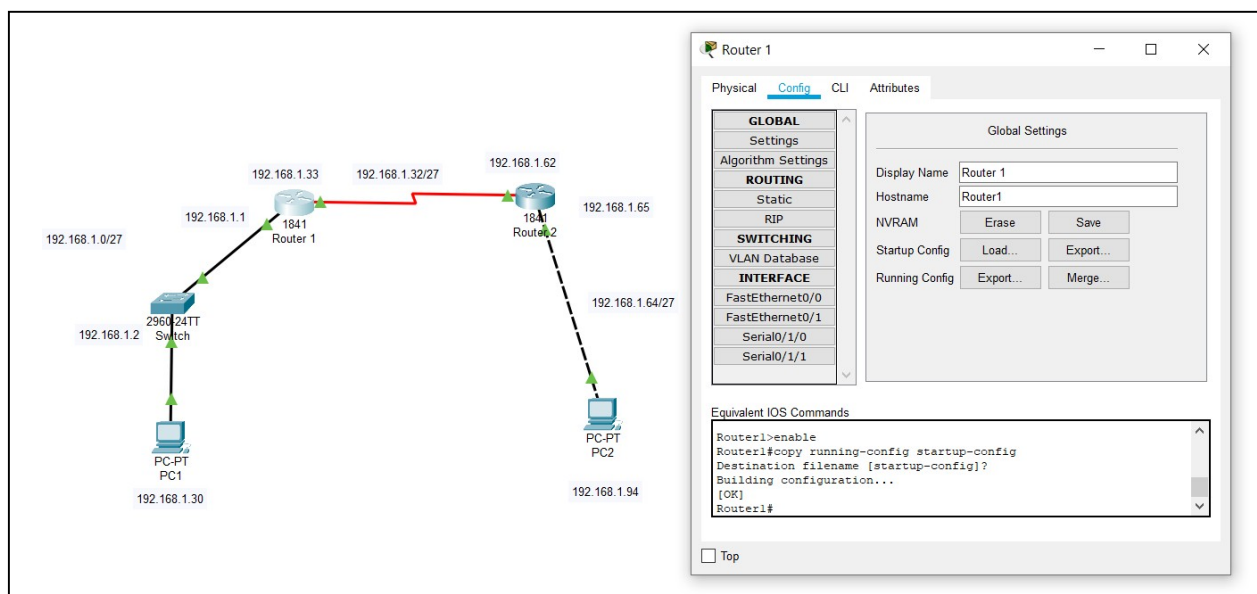 192.168.1.62
192.168.1.33
192.168.1.32/27
192.168.1.65
192.168.1.1
1841
Router 1
1841
Router 2
192.168.1.0/27
192.168.1.64/27
2960-24TT
Switch
192.168.1.2
PC-PT
PC1
192.168.1.30
PC-PT
PC2
192.168.1.94
Router 1
Physical Config CLI Attributes
GLOBAL
Settings
Algorithm Settings
ROUTING
Static
RIP
SWITCHING
VLAN Database
INTERFACE
FastEthernet0/0
FastEthernet0/1
Serial0/1/0
Serial0/1/1
Global Settings
Display Name Router 1
Hostname Router1
NVRAM Erase Save
Startup Config Load... Export...
Running Config Export... Merge...
Equivalent IOS Commands
Router1>enable
Router1#copy running-config startup-config
Destination filename [startup-config]?
Building configuration...
[OK]
Router1#
Top